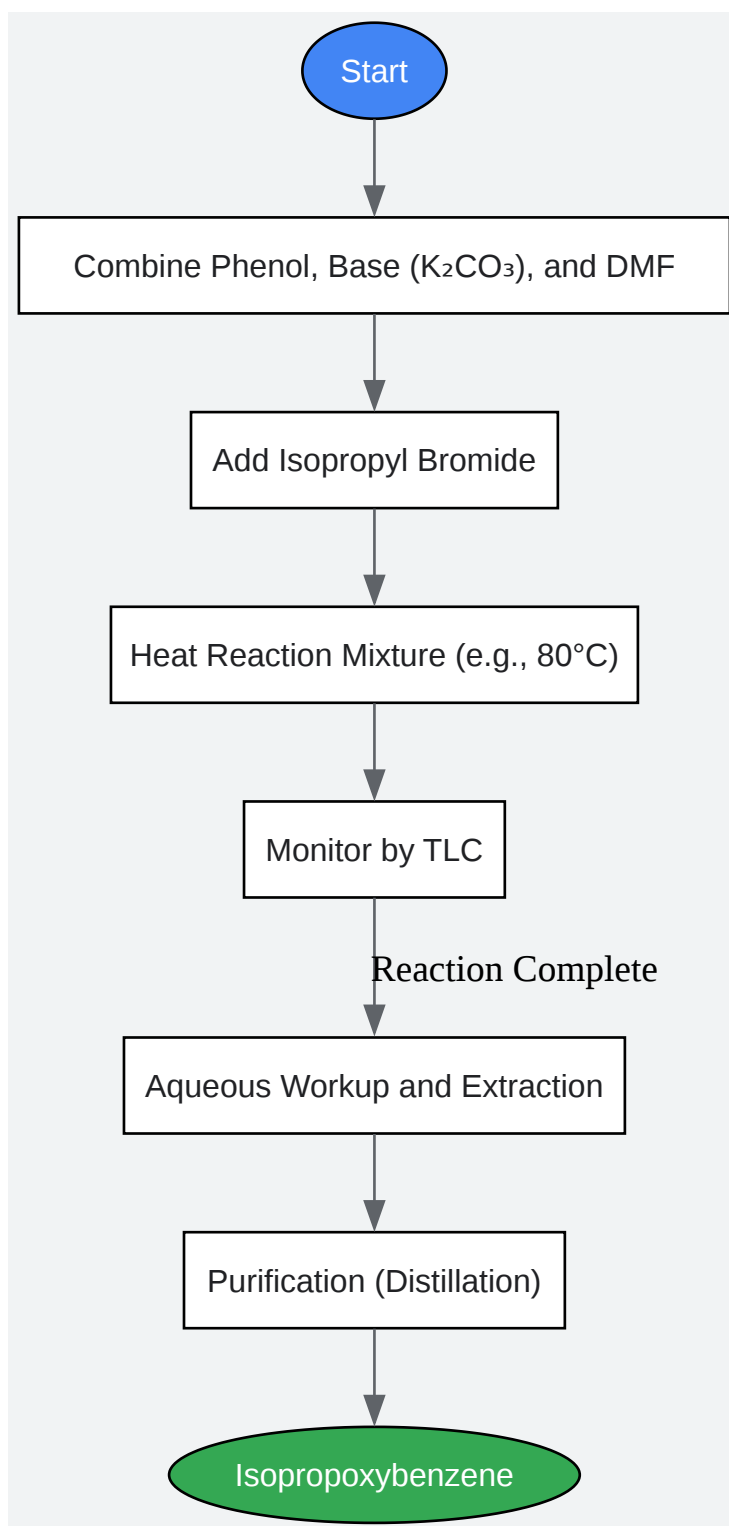 Start
Combine Phenol, Base (K₂CO₃), and DMF
Add Isopropyl Bromide
Heat Reaction Mixture (e.g., 80°C)
Monitor by TLC
Reaction Complete
Aqueous Workup and Extraction
Purification (Distillation)
Isopropoxybenzene